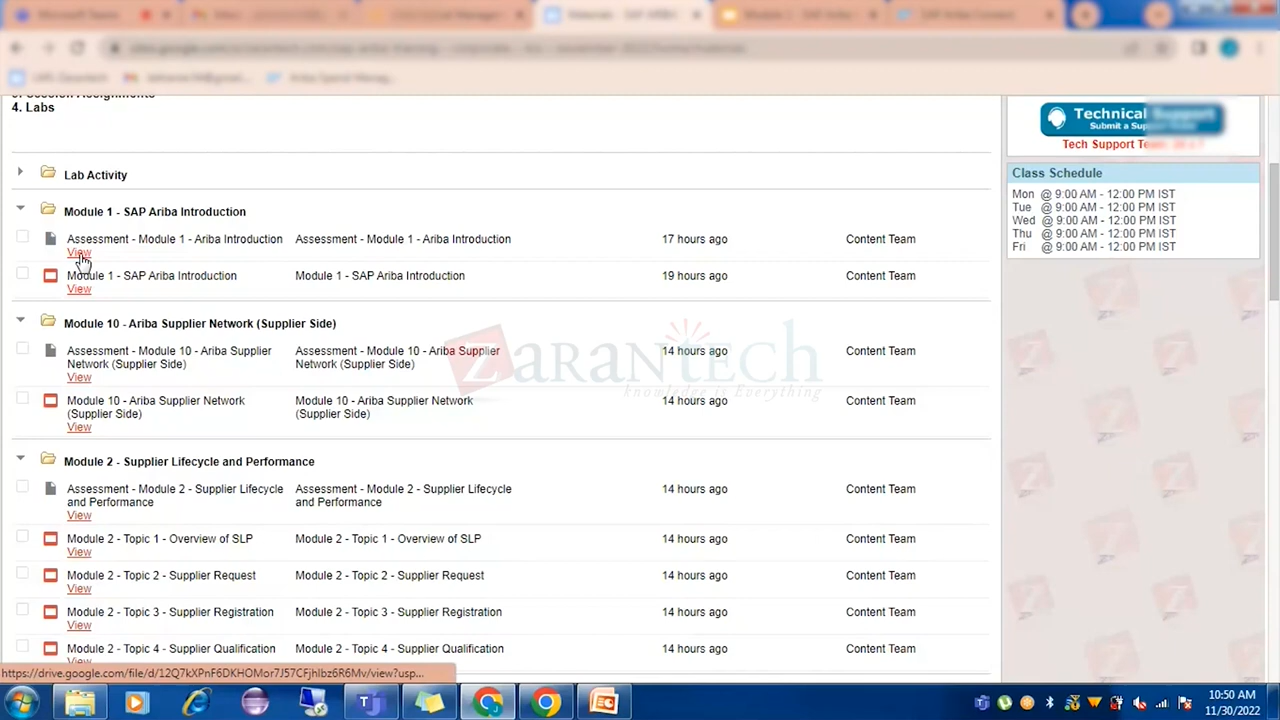 4. Labs
Technical Support
Tech Support Team
Class Schedule
Mon @ 9:00 AM - 12:00 PM IST
Tue @ 9:00 AM - 12:00 PM IST
Wed @ 9:00 AM - 12:00 PM IST
Thu @ 9:00 AM - 12:00 PM IST
Fri @ 9:00 AM - 12:00 PM IST
Lab Activity
Module 1 - SAP Ariba Introduction
Assessment - Module 1 - Ariba Introduction Assessment - Module 1 - Ariba Introduction 17 hours ago Content Team
View
Module 1 - SAP Ariba Introduction Module 1 - SAP Ariba Introduction 19 hours ago Content Team
View
Module 10 - Ariba Supplier Network (Supplier Side)
Assessment - Module 10 - Ariba Supplier Assessment - Module 10 - Ariba Supplier 14 hours ago Content Team
Network (Supplier Side) Network (Supplier Side)
View
ZaranTech
knowledge is Everything
Module 10 - Ariba Supplier Network Module 10 - Ariba Supplier Network 14 hours ago Content Team
(Supplier Side) (Supplier Side)
View
Module 2 - Supplier Lifecycle and Performance
Assessment - Module 2 - Supplier Lifecycle Assessment - Module 2 - Supplier Lifecycle 14 hours ago Content Team
and Performance and Performance
View
Module 2 - Topic 1 - Overview of SLP Module 2 - Topic 1 - Overview of SLP 14 hours ago Content Team
View
Module 2 - Topic 2 - Supplier Request Module 2 - Topic 2 - Supplier Request 14 hours ago Content Team
View
Module 2 - Topic 3 - Supplier Registration Module 2 - Topic 3 - Supplier Registration 14 hours ago Content Team
View
Module 2 - Topic 4 - Supplier Qualification Module 2 - Topic 4 - Supplier Qualification 14 hours ago Content Team
View
https://drive.google.com/file/d/12Q7kXPnF6DKHOMor7J57CFjhIbz6R6Mv/view?usp...
10:50 AM
11/30/2022